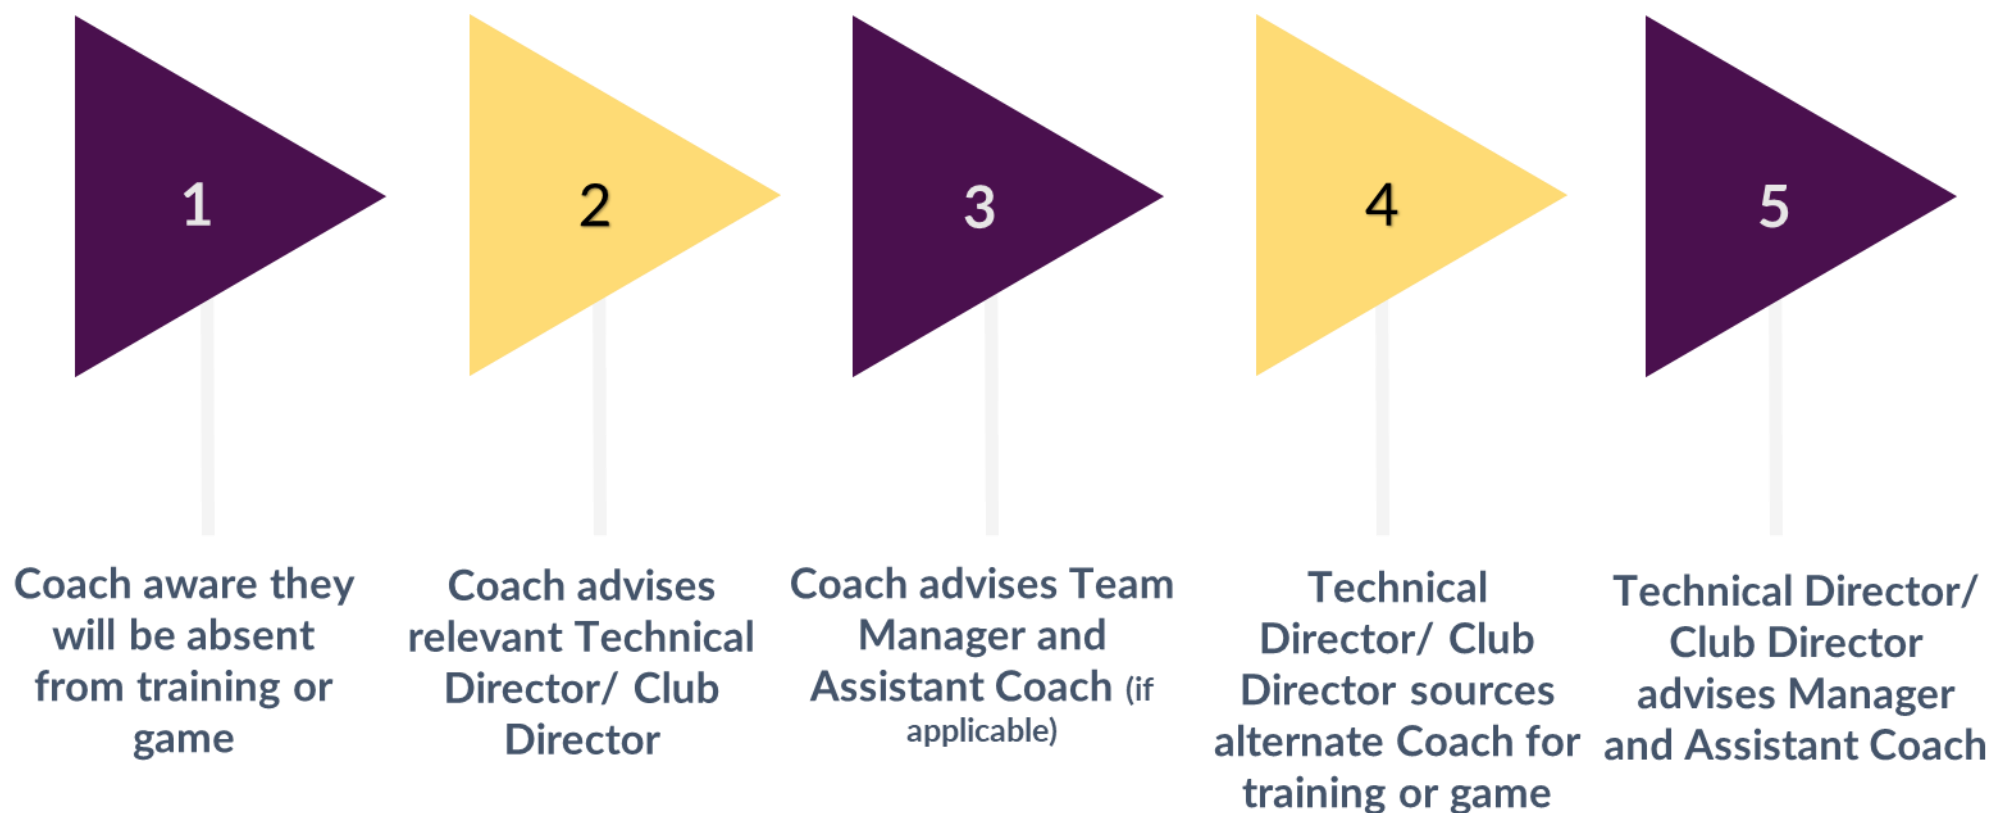 1
Coach aware they
will be absent
from training or
game
2
Coach advises
relevant Technical
Director/ Club
Director
3
Coach advises Team
Manager and
Assistant Coach (if
applicable)
4
Technical
Director/ Club
Director sources
alternate Coach for
training or game
5
Technical Director/
Club Director
advises Manager
and Assistant Coach